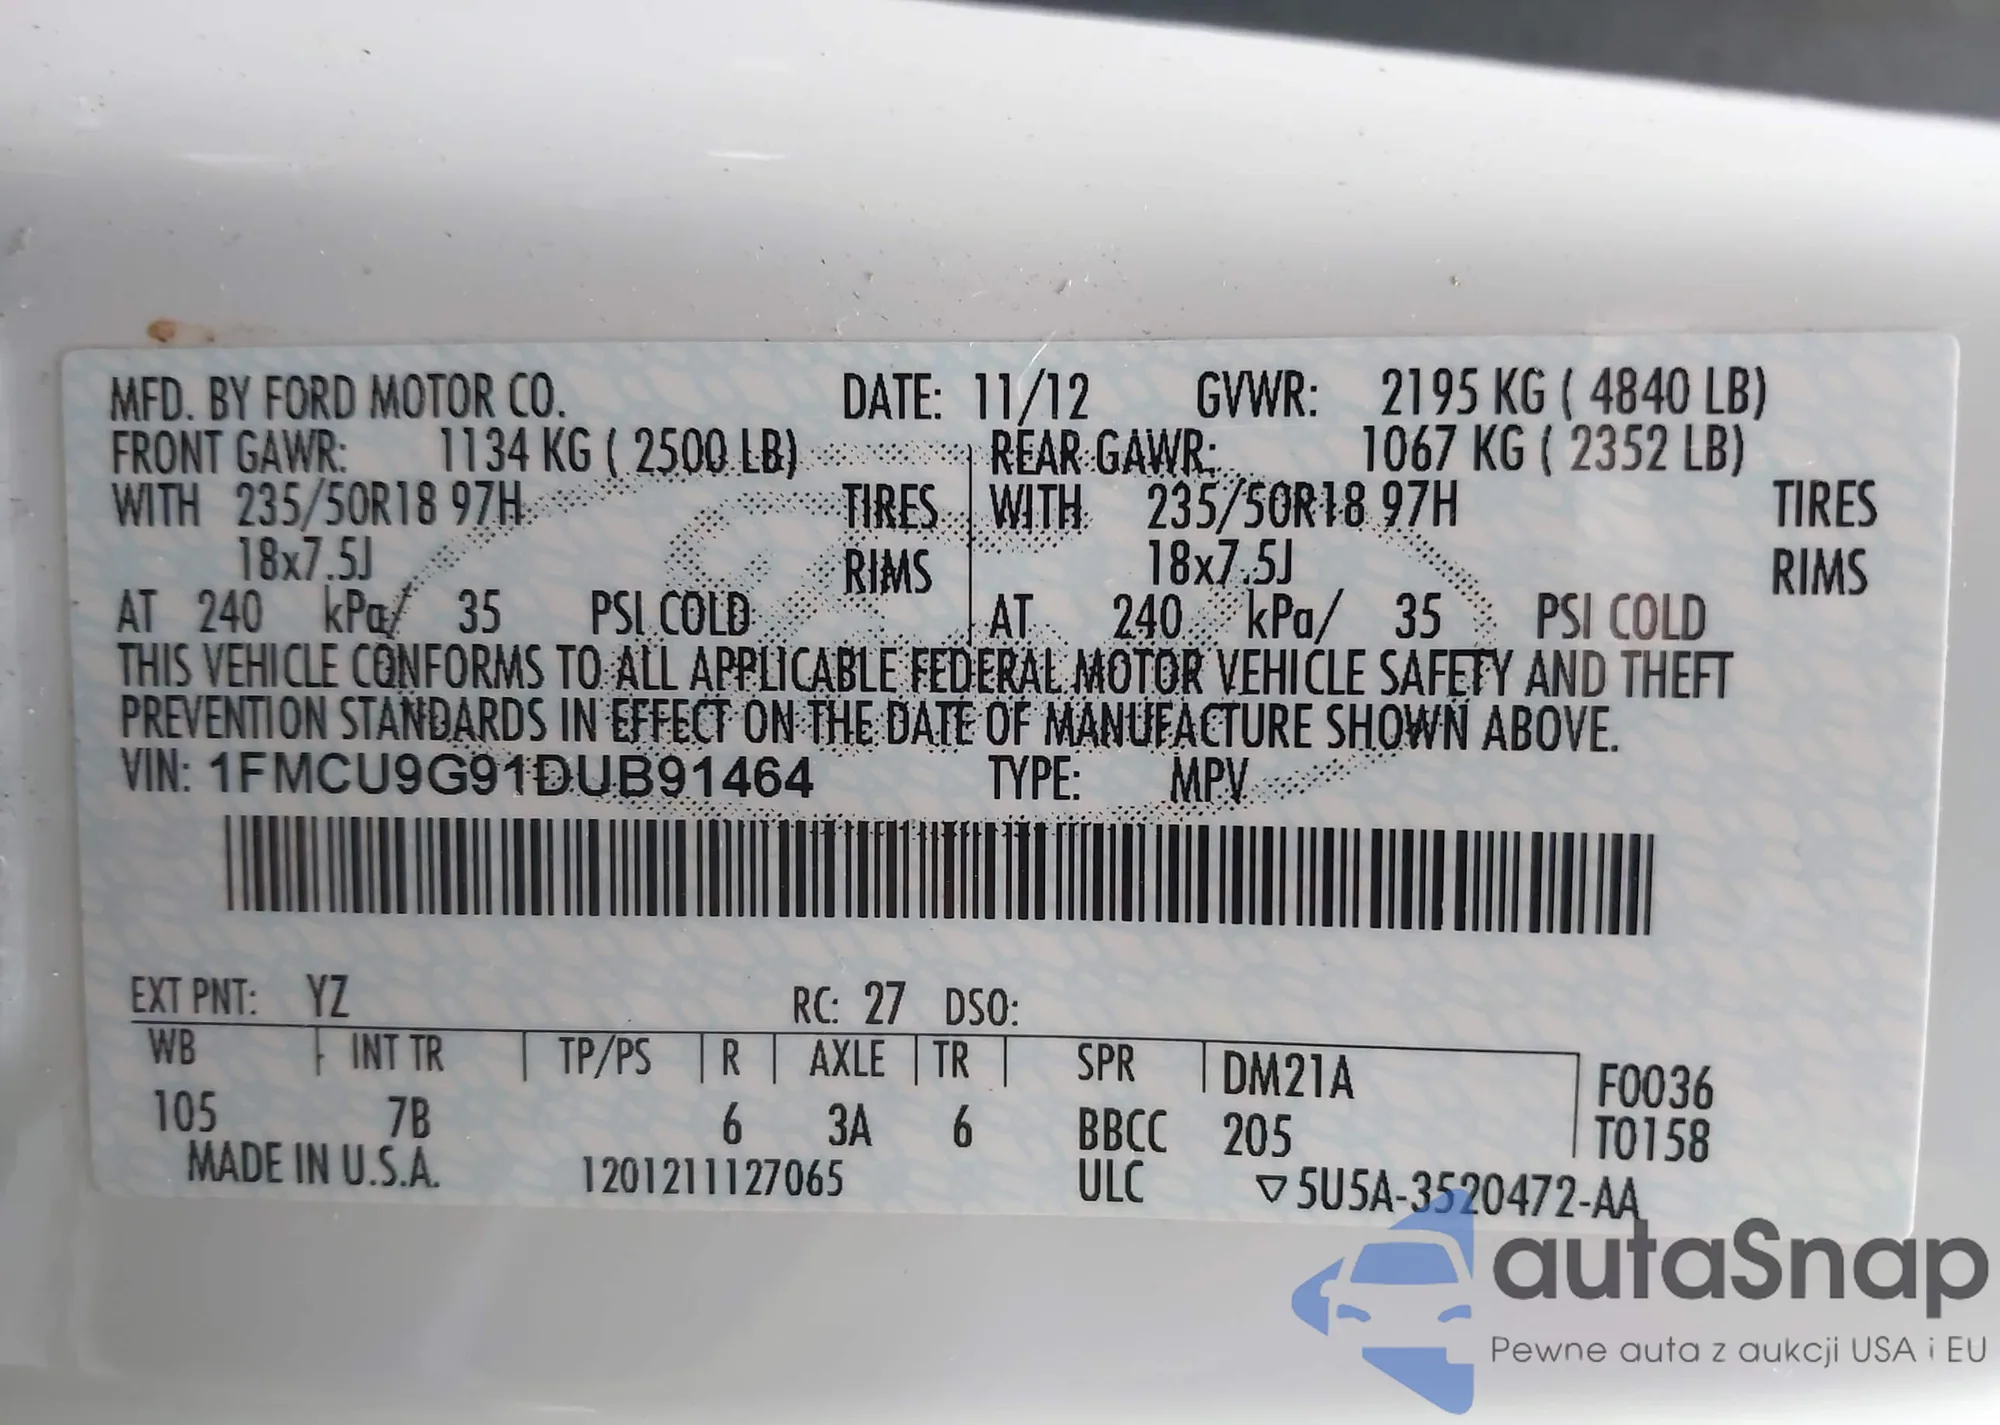 MFD. BY FORD MOTOR CO. DATE: 11/12 GVWR: 2195 KG ( 4840 LB)
FRONT GAWR: 1134 KG ( 2500 LB) REAR GAWR: 1067 KG ( 2352 LB)
WITH 235/50R18 97H TIRES WITH 235/50R18 97H TIRES
18x7.5J RIMS 18x7.5J RIMS
AT 240 kPa/ 35 PSI COLD AT 240 kPa/ 35 PSI COLD
THIS VEHICLE CONFORMS TO ALL APPLICABLE FEDERAL MOTOR VEHICLE SAFETY AND THEFT
PREVENTION STANDARDS IN EFFECT ON THE DATE OF MANUFACTURE SHOWN ABOVE.
VIN: 1FMCU9G91DUB91464 TYPE: MPV
EXT PNT: YZ RC: 27 DSO:
WB INT TR TP/PS R AXLE TR SPR DM21A F0036
105 7B 6 3A 6 BBCC 205 T0158
MADE IN U.S.A. 1201211127065 ULC ▽5U5A-3520472-AA
autaSnap
Pewne auta z aukcji USA i EU